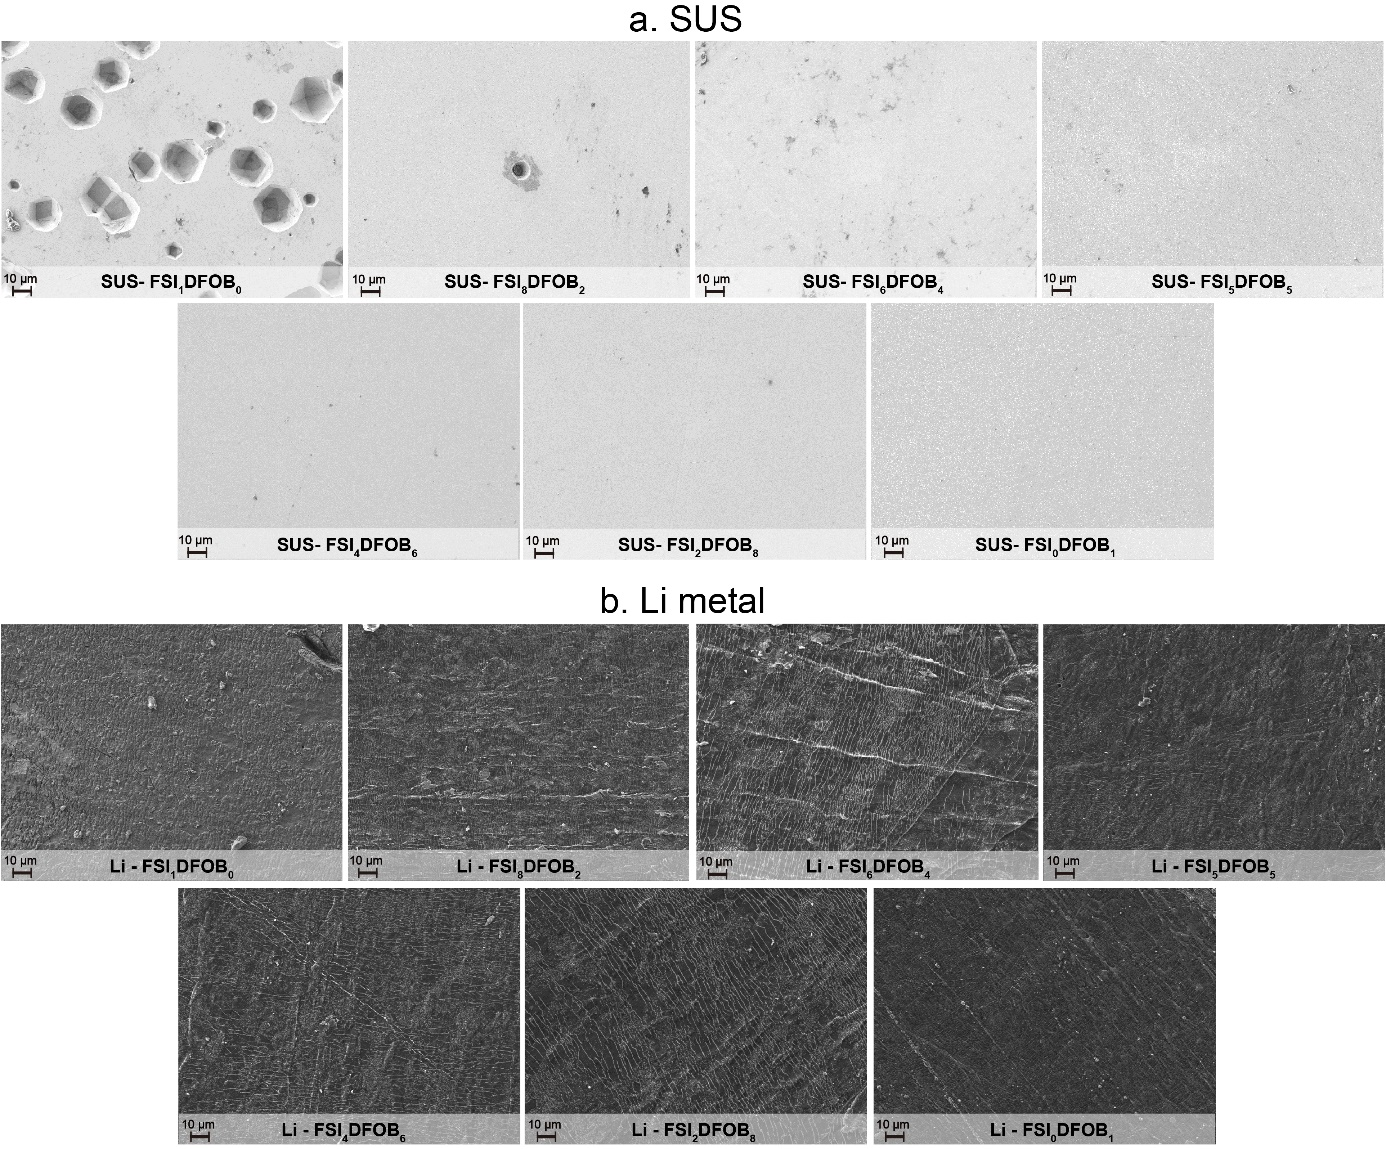 a. SUS
10 µm SUS- FSI₁DFOB₀
10 µm SUS- FSI₈DFOB₂
10 µm SUS- FSI₆DFOB₄
10 µm SUS- FSI₅DFOB₅
10 µm SUS- FSI₄DFOB₆
10 µm SUS- FSI₂DFOB₈
10 µm SUS- FSI₀DFOB₁
b. Li metal
10 µm Li - FSI₁DFOB₀
10 µm Li - FSI₈DFOB₂
10 µm Li - FSI₆DFOB₄
10 µm Li - FSI₅DFOB₅
10 µm Li - FSI₄DFOB₆
10 µm Li - FSI₂DFOB₈
10 µm Li - FSI₀DFOB₁